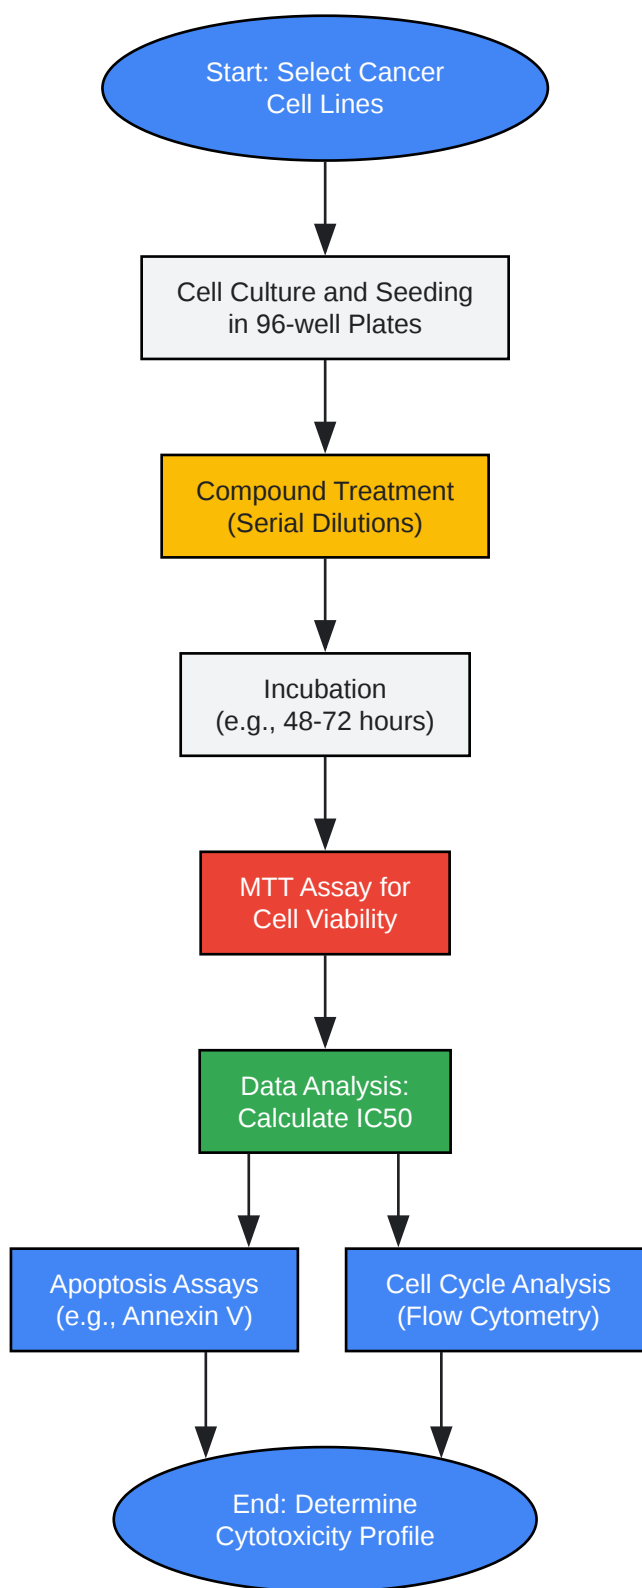 Start: Select Cancer
Cell Lines
Cell Culture and Seeding
in 96-well Plates
Compound Treatment
(Serial Dilutions)
Incubation
(e.g., 48-72 hours)
MTT Assay for
Cell Viability
Data Analysis:
Calculate IC50
Apoptosis Assays
(e.g., Annexin V)
Cell Cycle Analysis
(Flow Cytometry)
End: Determine
Cytotoxicity Profile